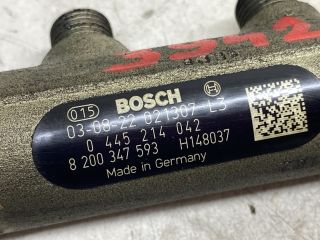 5942
015 BOSCH
03-08-22 021307 L3
0 445 214 042
8 200 347 593 H148037
Made in Germany